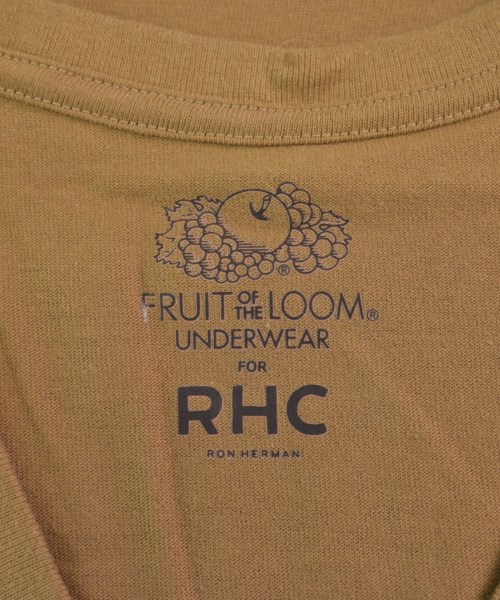 ®
FRUIT OF THE LOOM®
UNDERWEAR
FOR
RHC
RON HERMAN